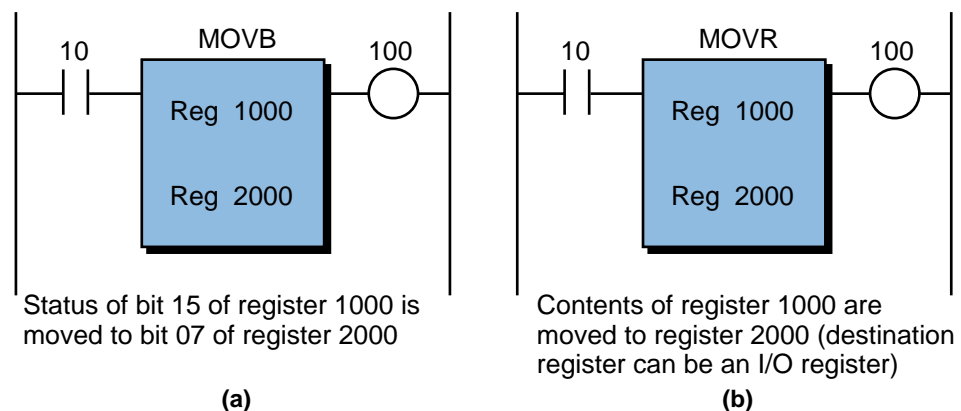 MOVB
10
100
Reg 1000
Reg 2000
Status of bit 15 of register 1000 is
moved to bit 07 of register 2000
(a)
MOVR
10
100
Reg 1000
Reg 2000
Contents of register 1000 are
moved to register 2000 (destination
register can be an I/O register)
(b)